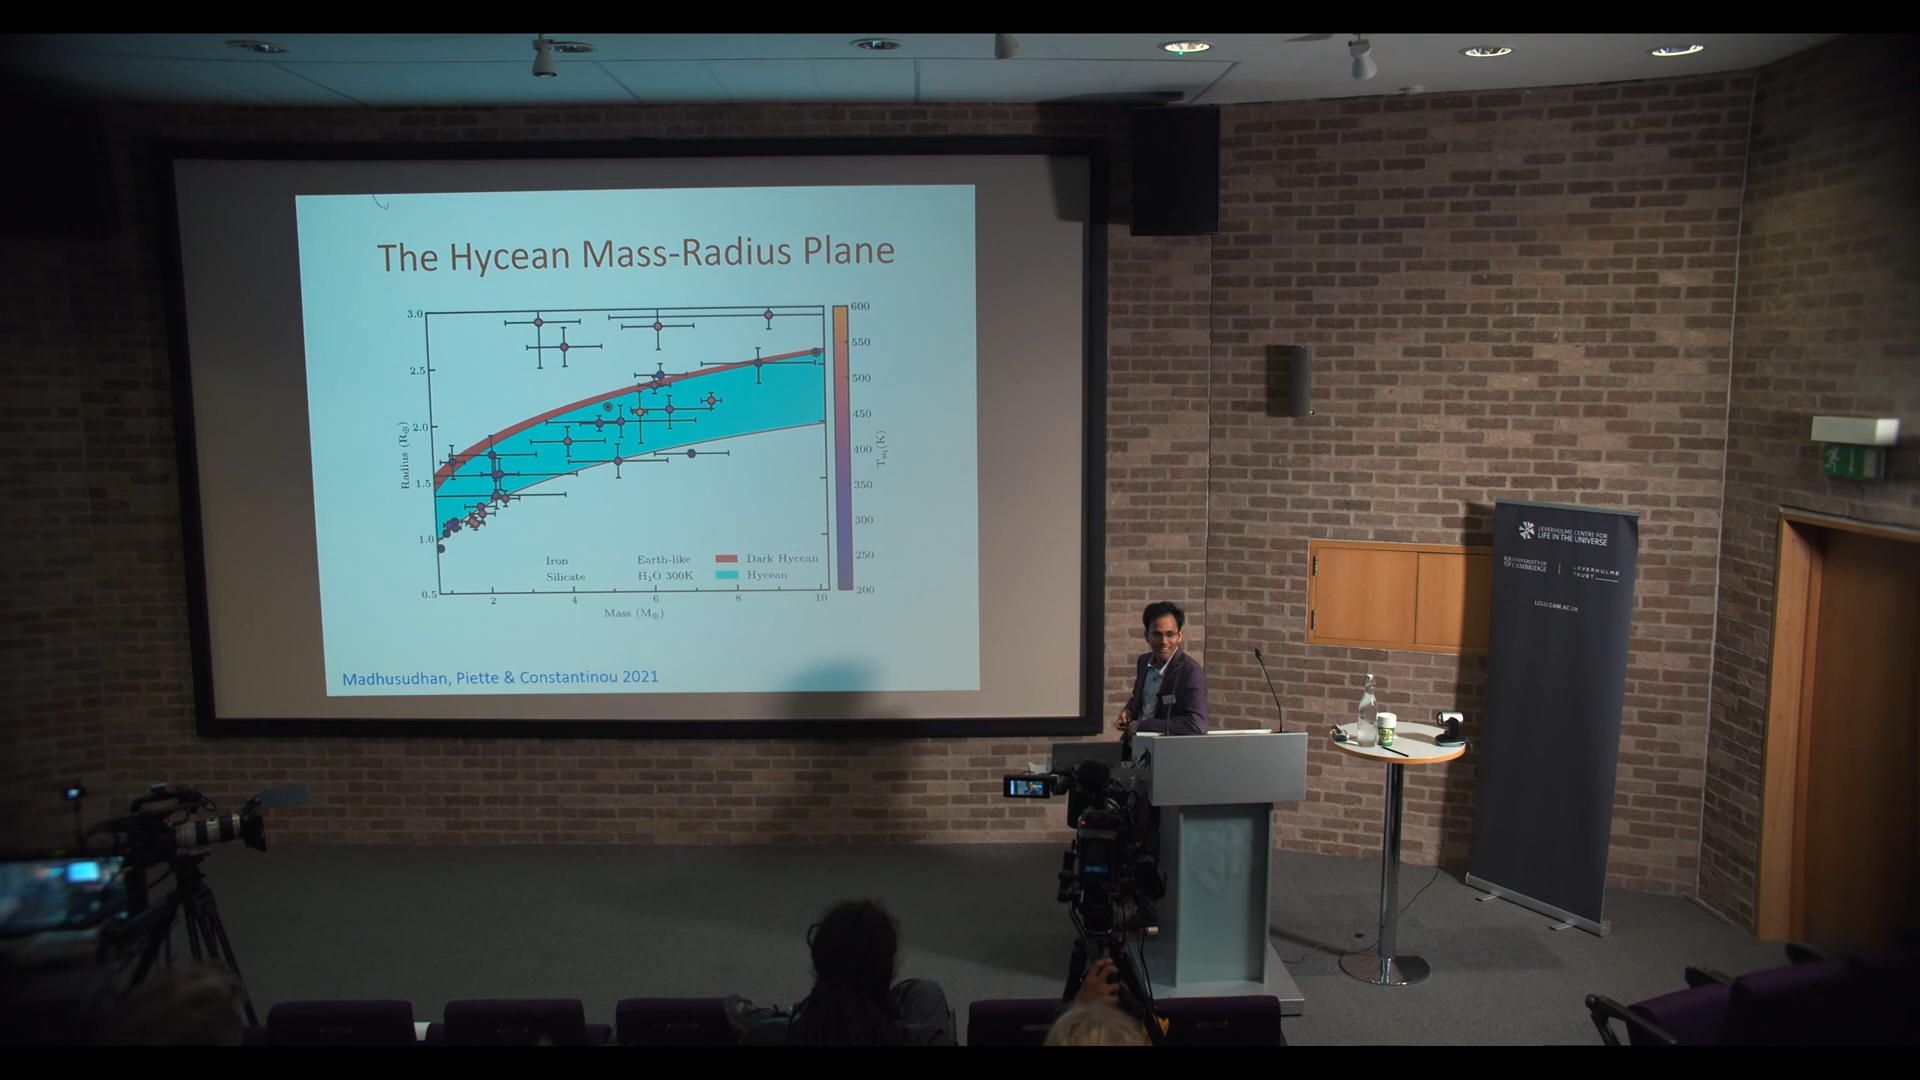 The Hycean Mass-Radius Plane
3.0
2.5
2.0
1.5
1.0
0.5
Radius (R⊕)
2
4
6
8
10
Mass (M⊕)
Iron
Silicate
Earth-like
H₂O 300K
Dark Hycean
Hycean
600
550
500
450
400
350
300
250
200
Teq (K)
Madhusudhan, Piette & Constantinou 2021
LEVERHULME CENTRE FOR
LIFE IN THE UNIVERSE
UNIVERSITY OF
CAMBRIDGE
LEVERHULME
TRUST
LCLU.CAM.AC.UK